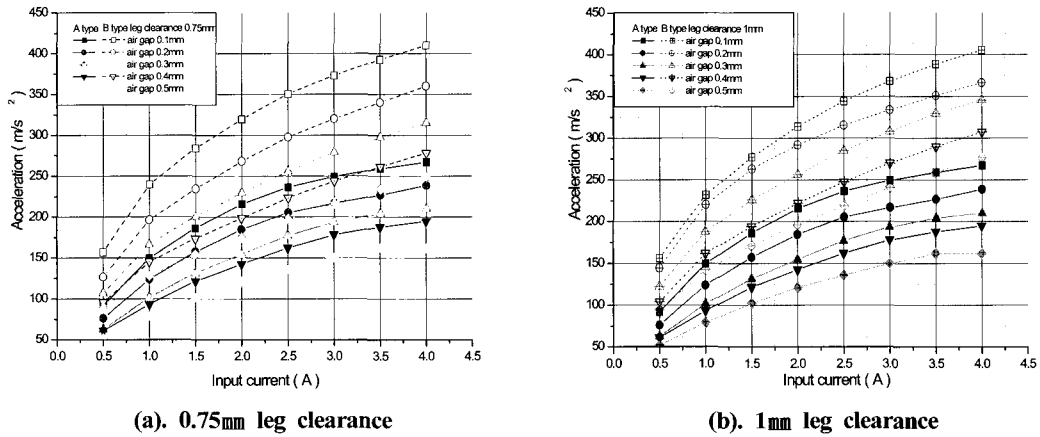 A type B type leg clearance 0.75mm
air gap 0.1mm
air gap 0.2mm
air gap 0.3mm
air gap 0.4mm
air gap 0.5mm
Acceleration ( m/s 2 )
450
400
350
300
250
200
150
100
50
0.0 0.5 1.0 1.5 2.0 2.5 3.0 3.5 4.0 4.5
Input current ( A )
(a). 0.75㎜ leg clearance
A type B type leg clearance 1mm
air gap 0.1mm
air gap 0.2mm
air gap 0.3mm
air gap 0.4mm
air gap 0.5mm
Acceleration ( m/s 2 )
450
400
350
300
250
200
150
100
50
0.0 0.5 1.0 1.5 2.0 2.5 3.0 3.5 4.0 4.5
Input current ( A )
(b). 1㎜ leg clearance